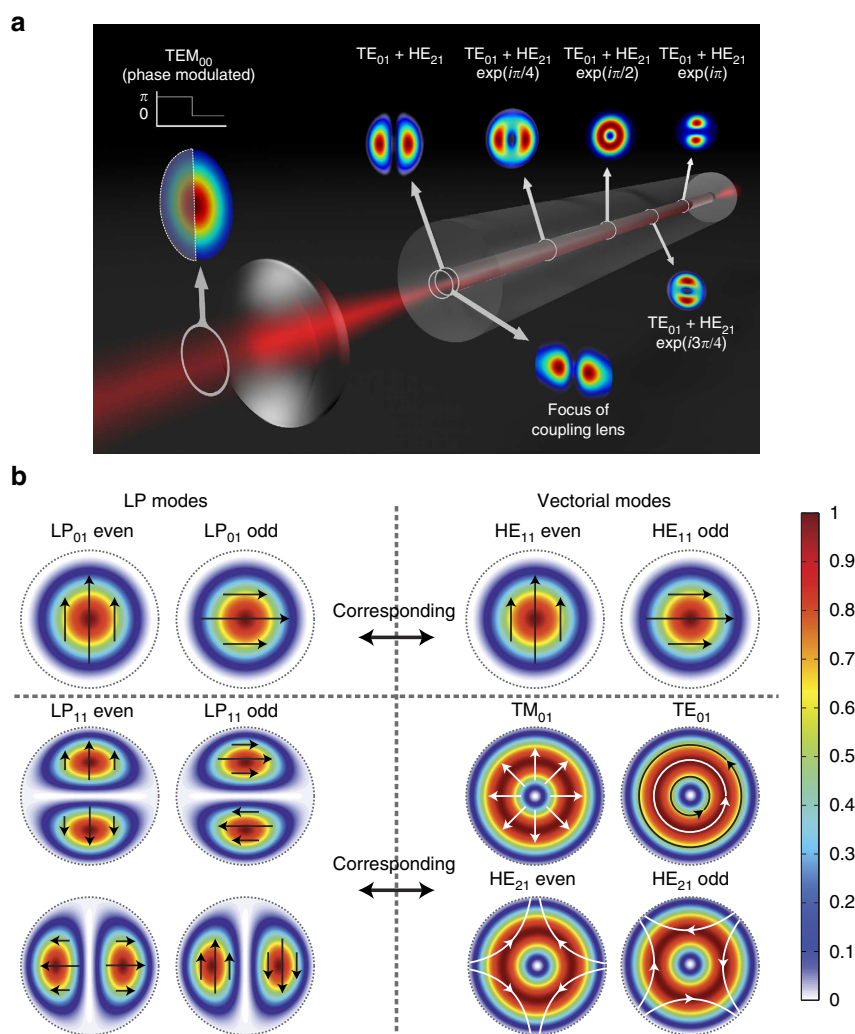 a
TEM₀₀
(phase modulated)
π
0
TE₀₁ + HE₂₁
TE₀₁ + HE₂₁
exp(iπ/4)
TE₀₁ + HE₂₁
exp(iπ/2)
TE₀₁ + HE₂₁
exp(iπ)
TE₀₁ + HE₂₁
exp(i3π/4)
Focus of
coupling lens
b
LP modes
Vectorial modes
LP₀₁ even
LP₀₁ odd
HE₁₁ even
HE₁₁ odd
Corresponding
LP₁₁ even
LP₁₁ odd
TM₀₁
TE₀₁
Corresponding
HE₂₁ even
HE₂₁ odd
1
0.9
0.8
0.7
0.6
0.5
0.4
0.3
0.2
0.1
0